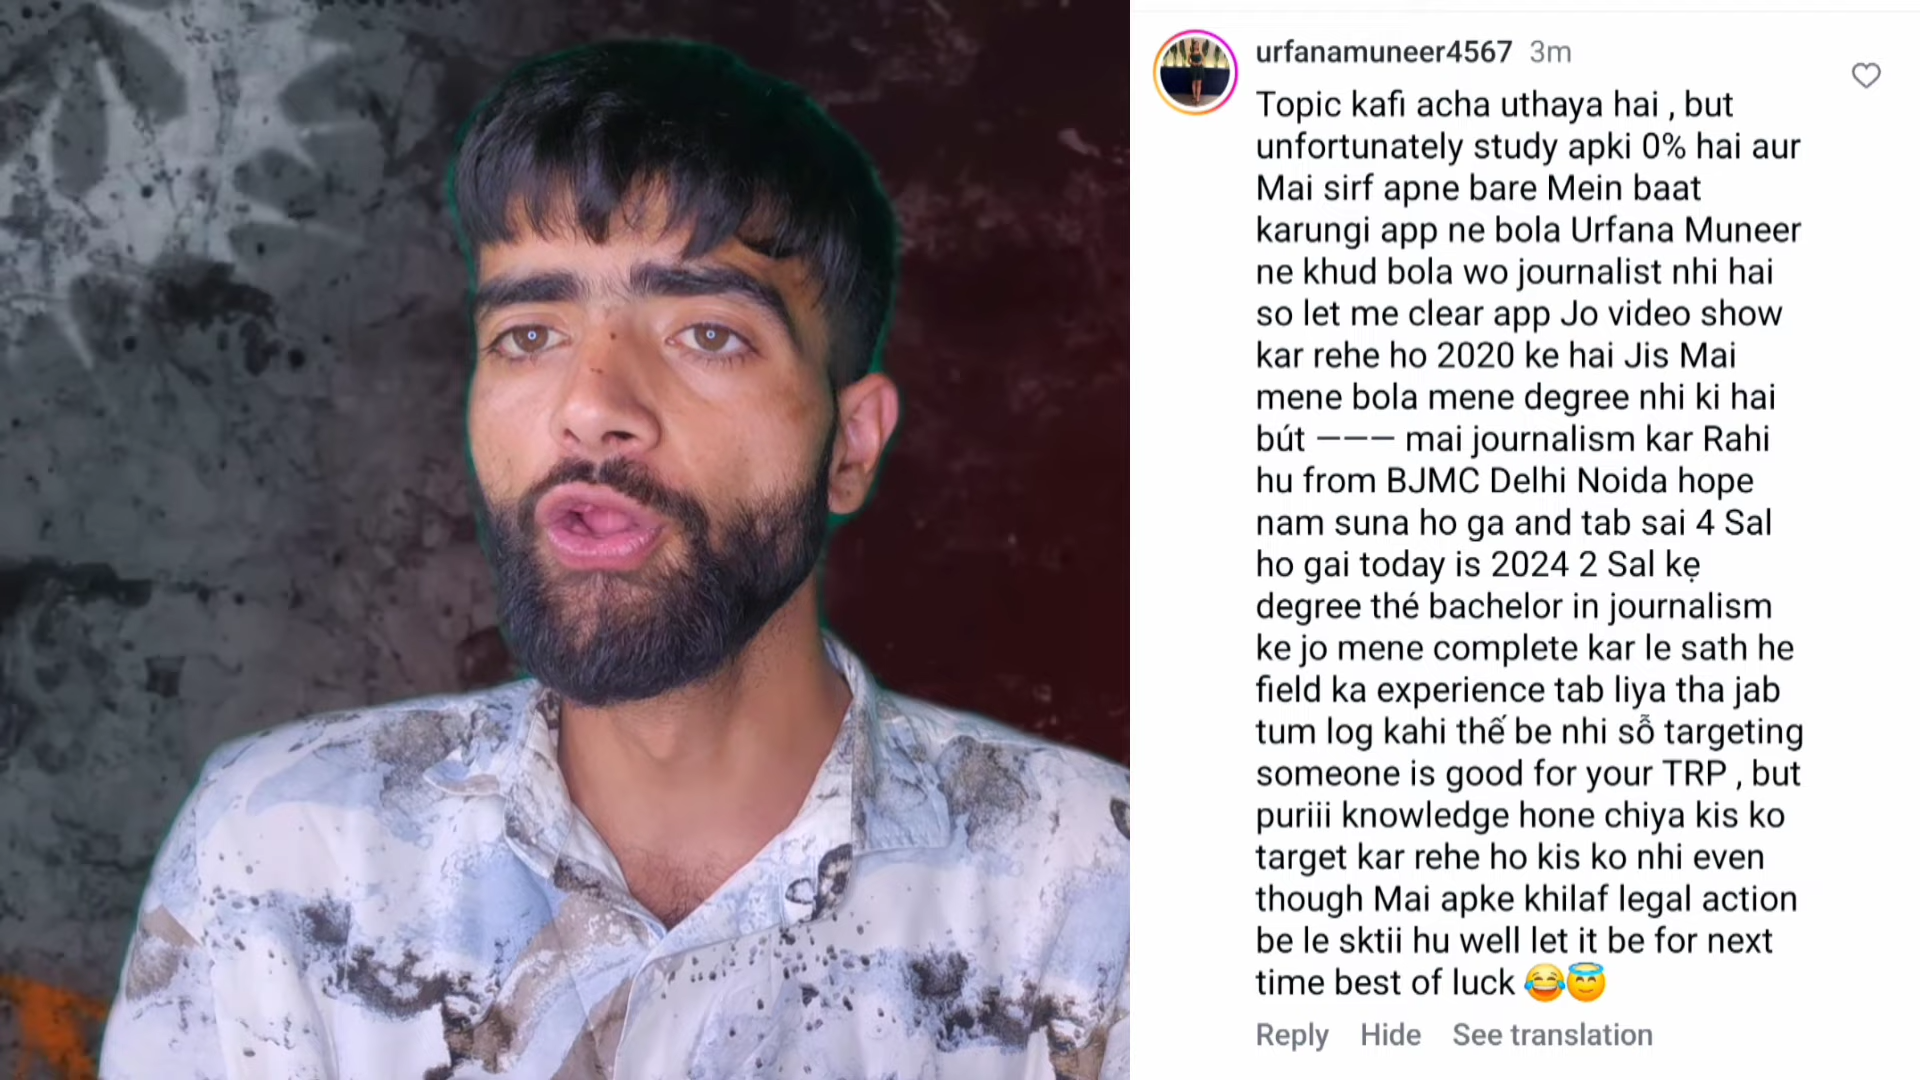 urfanamuneer4567 3m
Topic kafi acha uthaya hai , but
unfortunately study apki 0% hai aur
Mai sirf apne bare Mein baat
karungi app ne bola Urfana Muneer
ne khud bola wo journalist nhi hai
so let me clear app Jo video show
kar rehe ho 2020 ke hai Jis Mai
mene bola mene degree nhi ki hai
bút ——— mai journalism kar Rahi
hu from BJMC Delhi Noida hope
nam suna ho ga and tab sai 4 Sal
ho gai today is 2024 2 Sal kẹ
degree thé bachelor in journalism
ke jo mene complete kar le sath he
field ka experience tab liya tha jab
tum log kahi thế be nhi sỗ targeting
someone is good for your TRP , but
puriii knowledge hone chiya kis ko
target kar rehe ho kis ko nhi even
though Mai apke khilaf legal action
be le sktii hu well let it be for next
time best of luck 😂😇
Reply Hide See translation